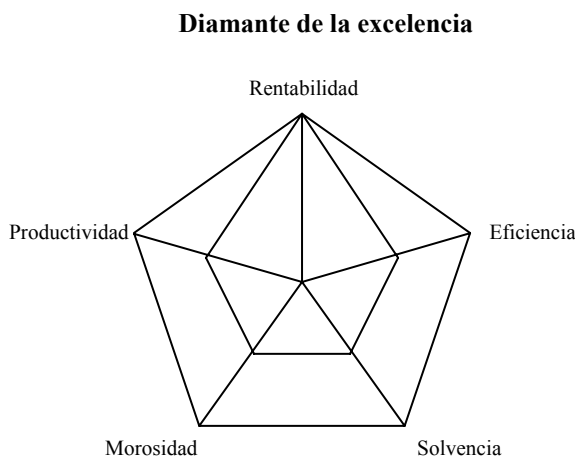 Diamante de la excelencia
Rentabilidad
Productividad
Eficiencia
Morosidad
Solvencia